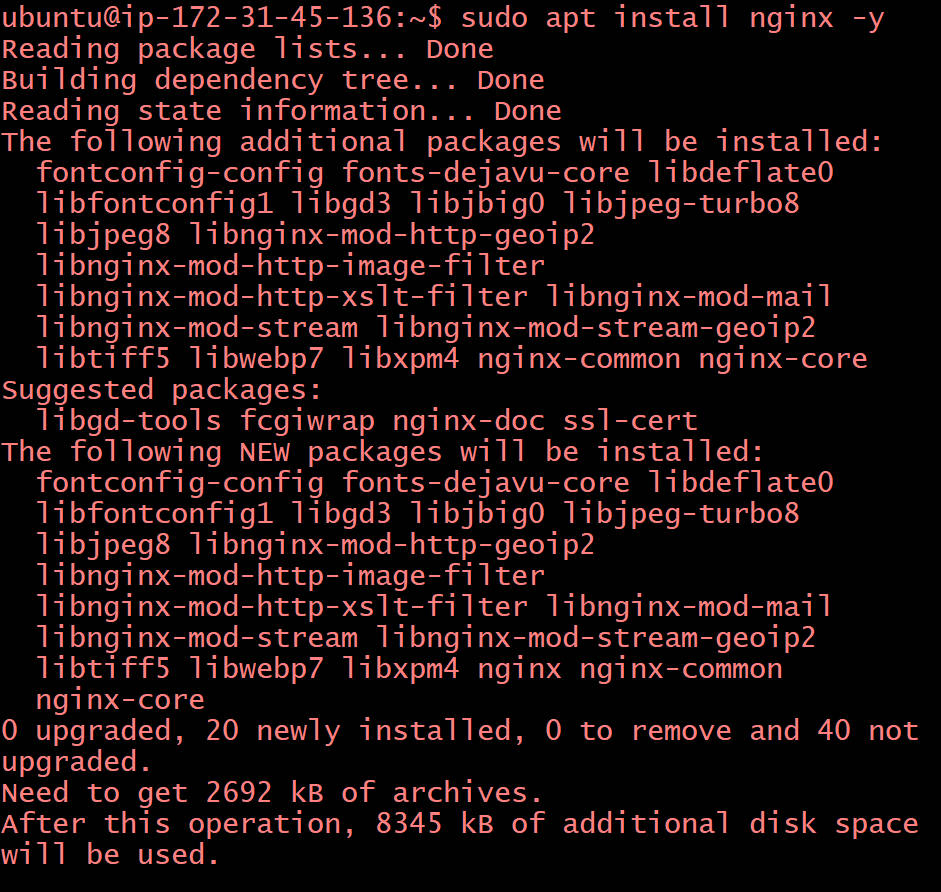 ubuntu@ip-172-31-45-136:~$ sudo apt install nginx -y
Reading package lists... Done
Building dependency tree... Done
Reading state information... Done
The following additional packages will be installed:
  fontconfig-config fonts-dejavu-core libdeflate0
  libfontconfig1 libgd3 libjbig0 libjpeg-turbo8
  libjpeg8 libnginx-mod-http-geoip2
  libnginx-mod-http-image-filter
  libnginx-mod-http-xslt-filter libnginx-mod-mail
  libnginx-mod-stream libnginx-mod-stream-geoip2
  libtiff5 libwebp7 libxpm4 nginx-common nginx-core
Suggested packages:
  libgd-tools fcgiwrap nginx-doc ssl-cert
The following NEW packages will be installed:
  fontconfig-config fonts-dejavu-core libdeflate0
  libfontconfig1 libgd3 libjbig0 libjpeg-turbo8
  libjpeg8 libnginx-mod-http-geoip2
  libnginx-mod-http-image-filter
  libnginx-mod-http-xslt-filter libnginx-mod-mail
  libnginx-mod-stream libnginx-mod-stream-geoip2
  libtiff5 libwebp7 libxpm4 nginx nginx-common
  nginx-core
0 upgraded, 20 newly installed, 0 to remove and 40 not
upgraded.
Need to get 2692 kB of archives.
After this operation, 8345 kB of additional disk space
will be used.